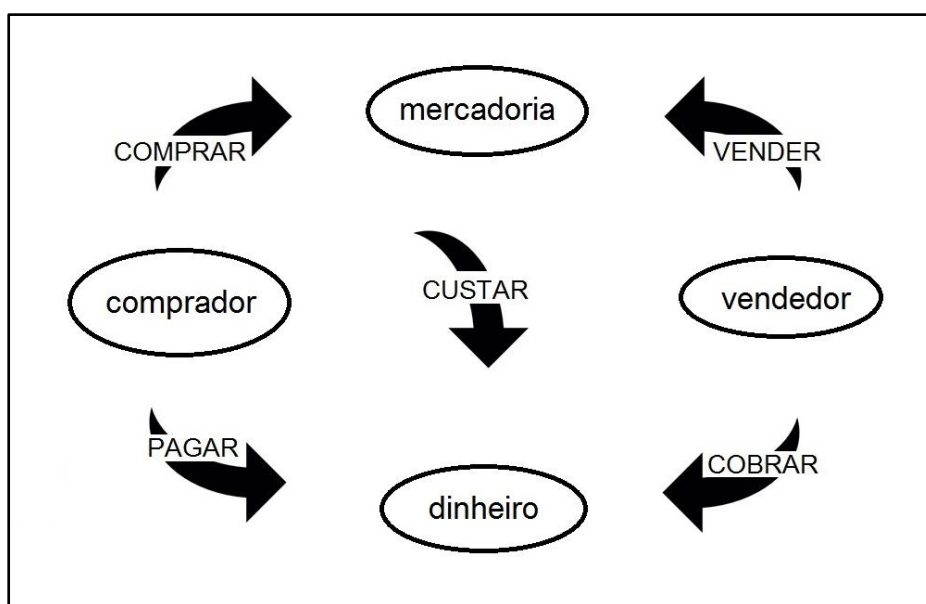 mercadoria
COMPRAR
VENDER
CUSTAR
comprador
vendedor
PAGAR
COBRAR
dinheiro